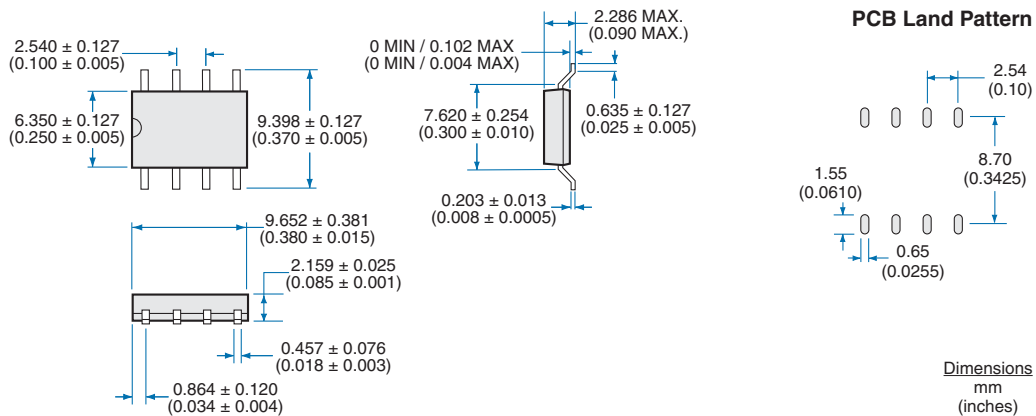 2.540 ± 0.127
(0.100 ± 0.005)
6.350 ± 0.127
(0.250 ± 0.005)
9.398 ± 0.127
(0.370 ± 0.005)
9.652 ± 0.381
(0.380 ± 0.015)
2.159 ± 0.025
(0.085 ± 0.001)
0.457 ± 0.076
(0.018 ± 0.003)
0.864 ± 0.120
(0.034 ± 0.004)
2.286 MAX.
(0.090 MAX.)
0 MIN / 0.102 MAX
(0 MIN / 0.004 MAX)
7.620 ± 0.254
(0.300 ± 0.010)
0.635 ± 0.127
(0.025 ± 0.005)
0.203 ± 0.013
(0.008 ± 0.0005)
PCB Land Pattern
2.54
(0.10)
8.70
(0.3425)
1.55
(0.0610)
0.65
(0.0255)
Dimensions
mm
(inches)